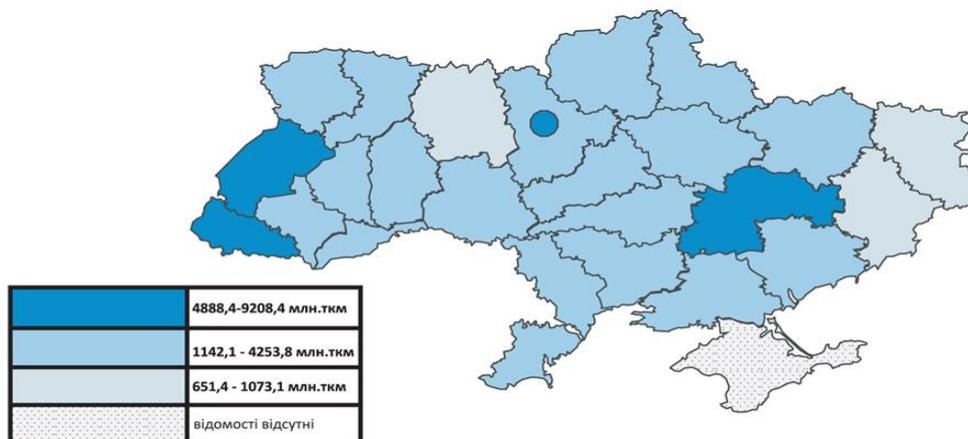 4888,4-9208,4 млн.ткм
1142,1 - 4253,8 млн.ткм
651,4 - 1073,1 млн.ткм
відомості відсутні